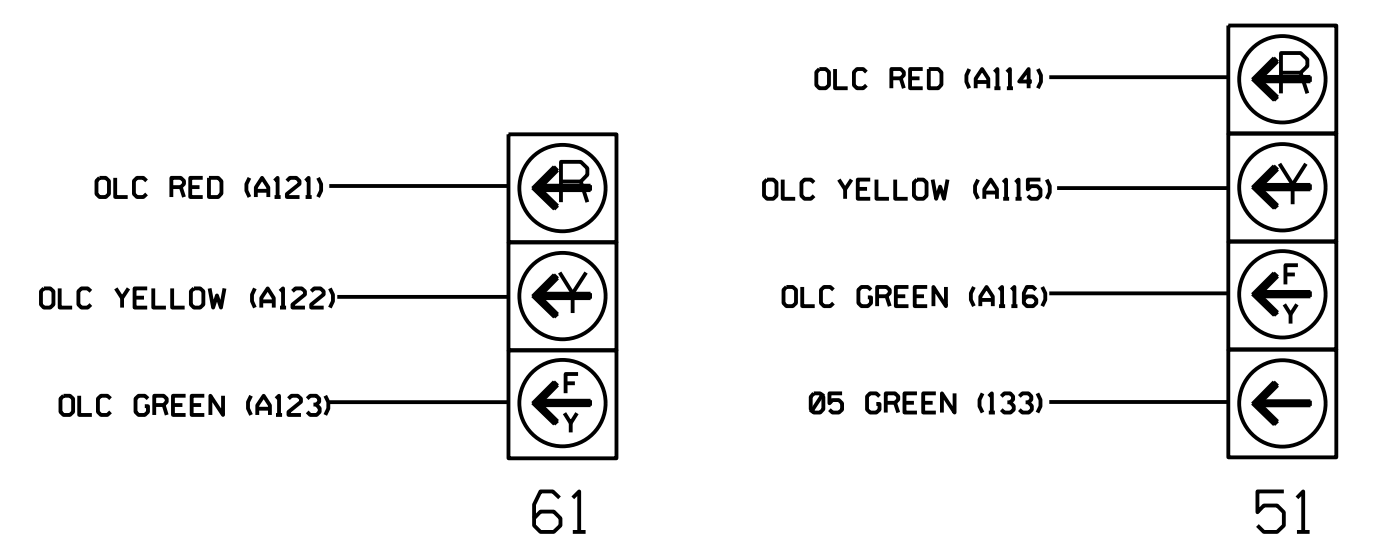 OLC RED (A121)
R
OLC YELLOW (A122)
Y
OLC GREEN (A123)
F
Y
61
OLC RED (A114)
R
OLC YELLOW (A115)
Y
OLC GREEN (A116)
F
Y
Ø5 GREEN (133)
51